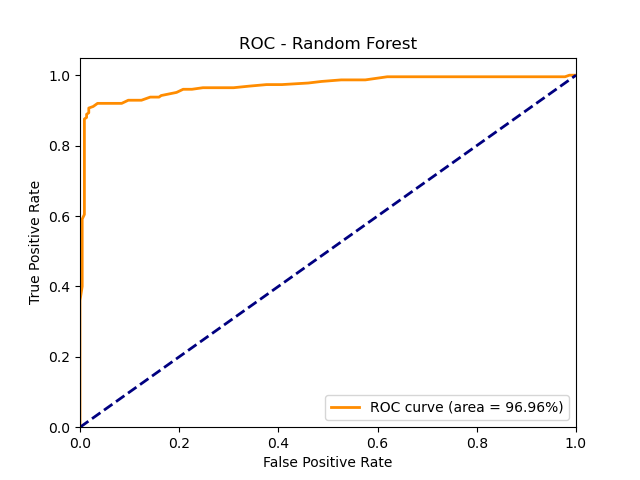 ROC - Random Forest
True Positive Rate
1.0
0.8
0.6
0.4
0.2
0.0
0.0 0.2 0.4 0.6 0.8 1.0
False Positive Rate
ROC curve (area = 96.96%)